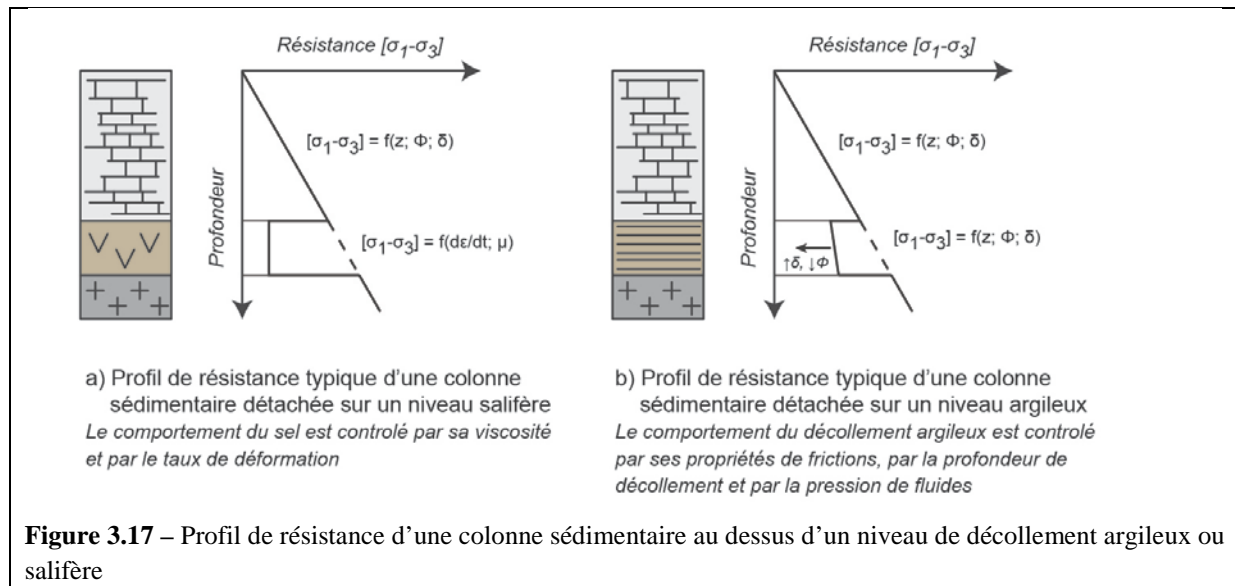 Résistance [σ1-σ3]
Profondeur
[σ1-σ3] = f(z; Φ; δ)
[σ1-σ3] = f(dε/dt; μ)
a) Profil de résistance typique d'une colonne
sédimentaire détachée sur un niveau salifère
Le comportement du sel est controlé par sa viscosité
et par le taux de déformation
Résistance [σ1-σ3]
Profondeur
[σ1-σ3] = f(z; Φ; δ)
[σ1-σ3] = f(z; Φ; δ)
↑δ, ↓Φ
b) Profil de résistance typique d'une colonne
sédimentaire détachée sur un niveau argileux
Le comportement du décollement argileux est controlé
par ses propriétés de frictions, par la profondeur de
décollement et par la pression de fluides
Figure 3.17 – Profil de résistance d'une colonne sédimentaire au dessus d'un niveau de décollement argileux ou
salifère